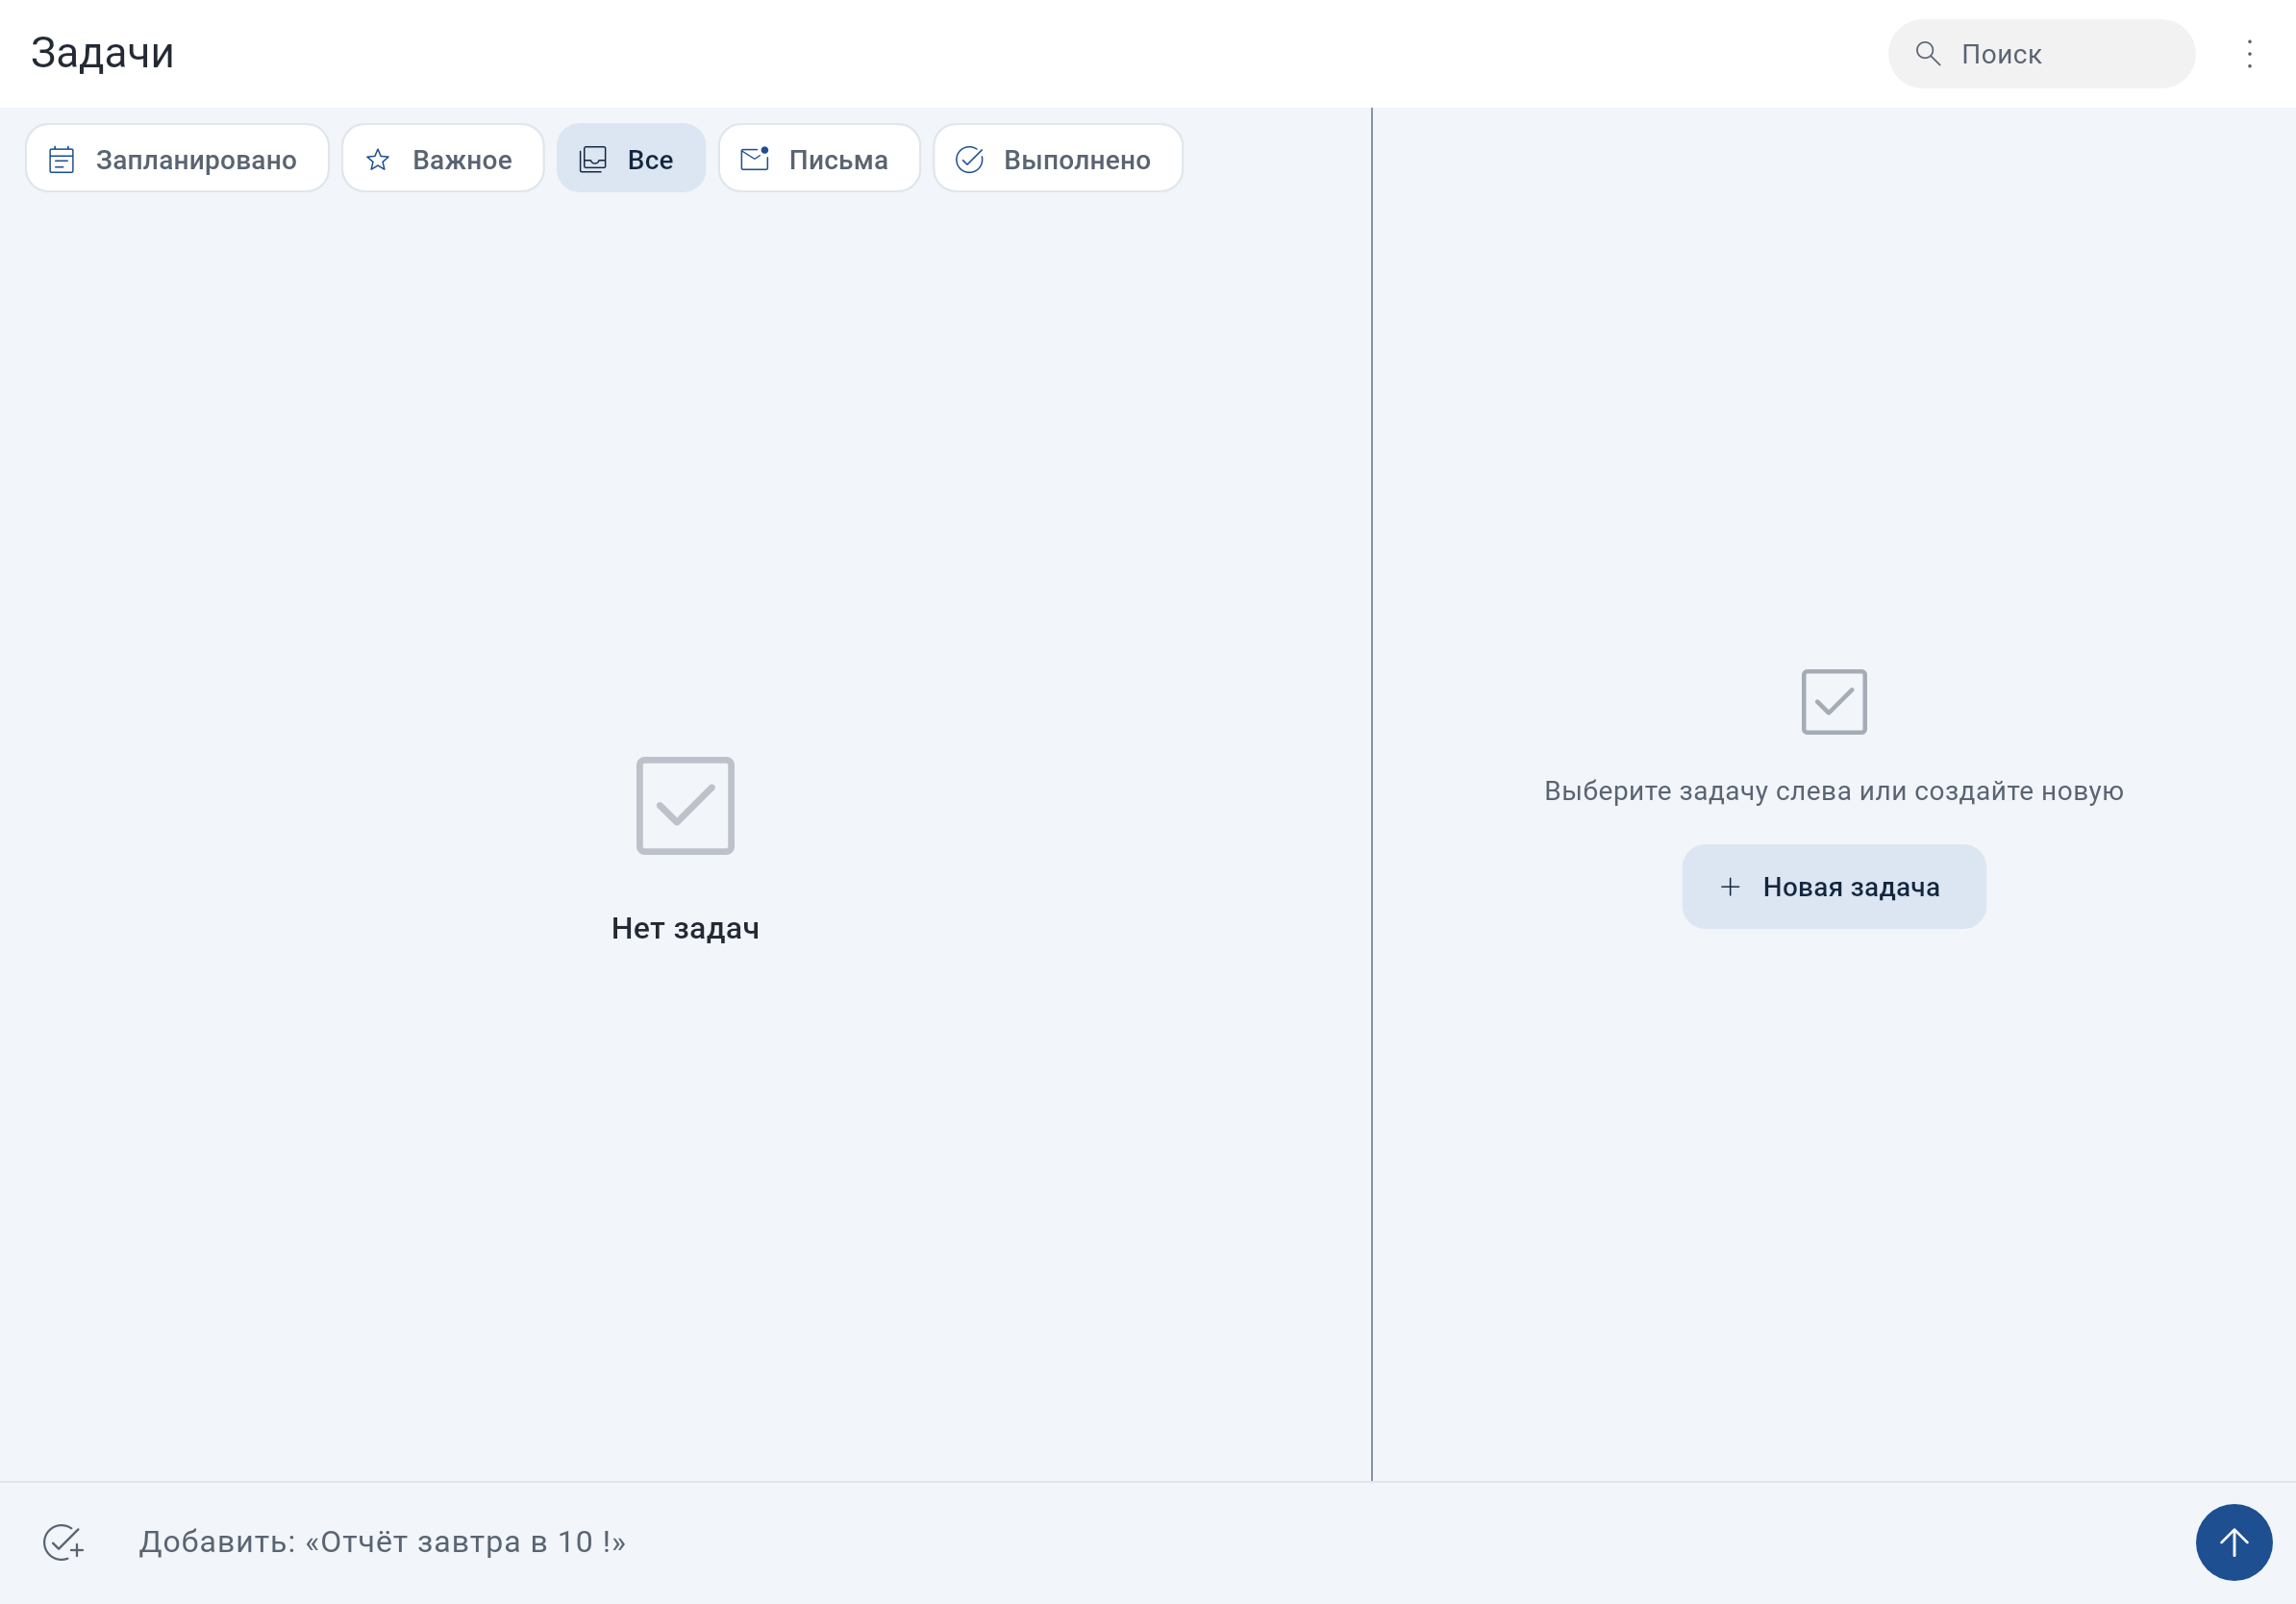 Задачи
Поиск
Запланировано
Важное
Все
Письма
Выполнено
Нет задач
Выберите задачу слева или создайте новую
Новая задача
Добавить: «Отчёт завтра в 10 !»